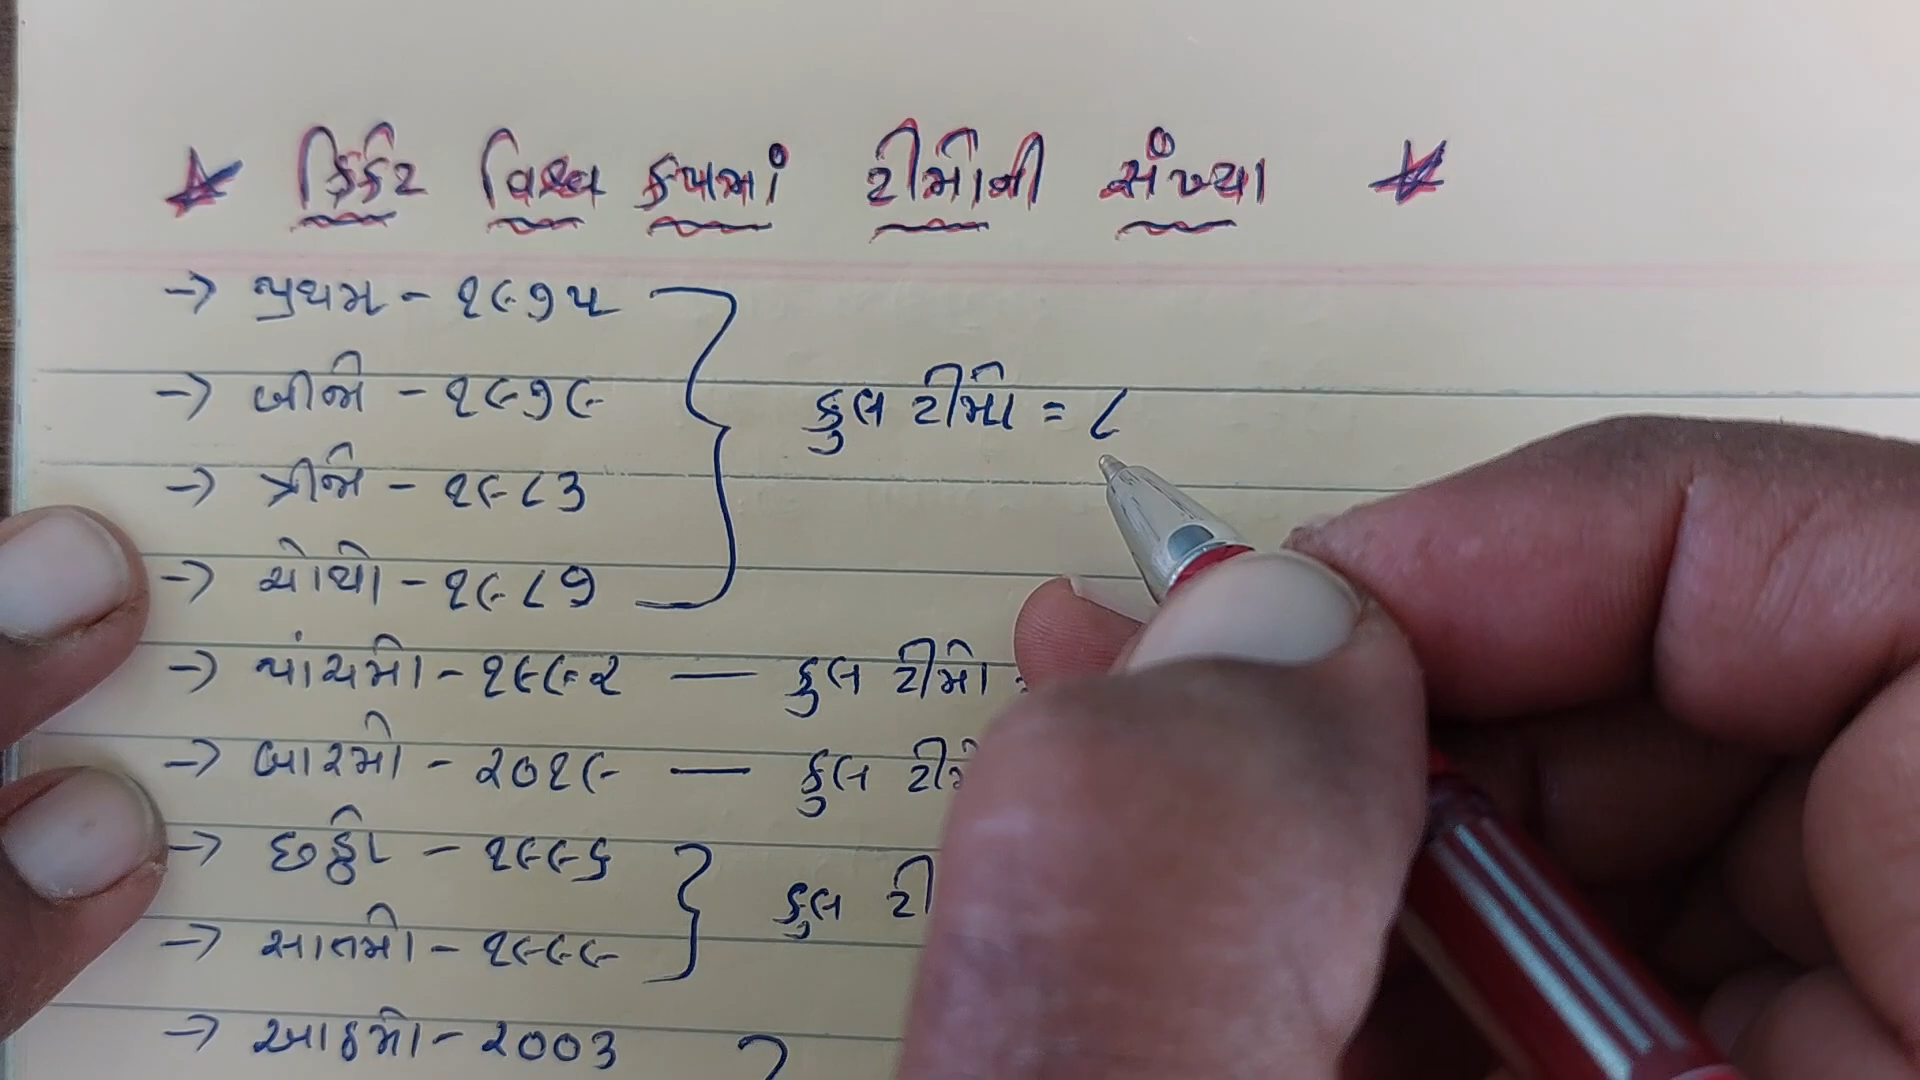 ★ ક્રિકેટ વિશ્વ કપમાં ટીમોની સંખ્યા ★
→ પ્રથમ - ૧૯૭૫
→ બીજો - ૧૯૭૯
કુલ ટીમો = ૮
→ ત્રીજો - ૧૯૮૩
→ ચોથો - ૧૯૮૭
→ પાંચમો - ૧૯૯૨ — કુલ ટીમો
→ બારમો - ૨૦૧૯ — કુલ
→ છઠ્ઠો - ૧૯૯૬
કુલ
→ સાતમો - ૧૯૯૯
→ આઠમો - ૨૦૦૩